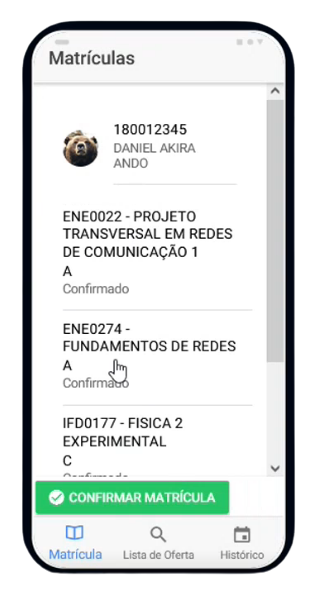 Matrículas
180012345
DANIEL AKIRA
ANDO
ENE0022 - PROJETO
TRANSVERSAL EM REDES
DE COMUNICAÇÃO 1
A
Confirmado
ENE0274 -
FUNDAMENTOS DE REDES
A
Confirmado
IFD0177 - FISICA 2
EXPERIMENTAL
C
CONFIRMAR MATRÍCULA
Matrícula
Lista de Oferta
Histórico